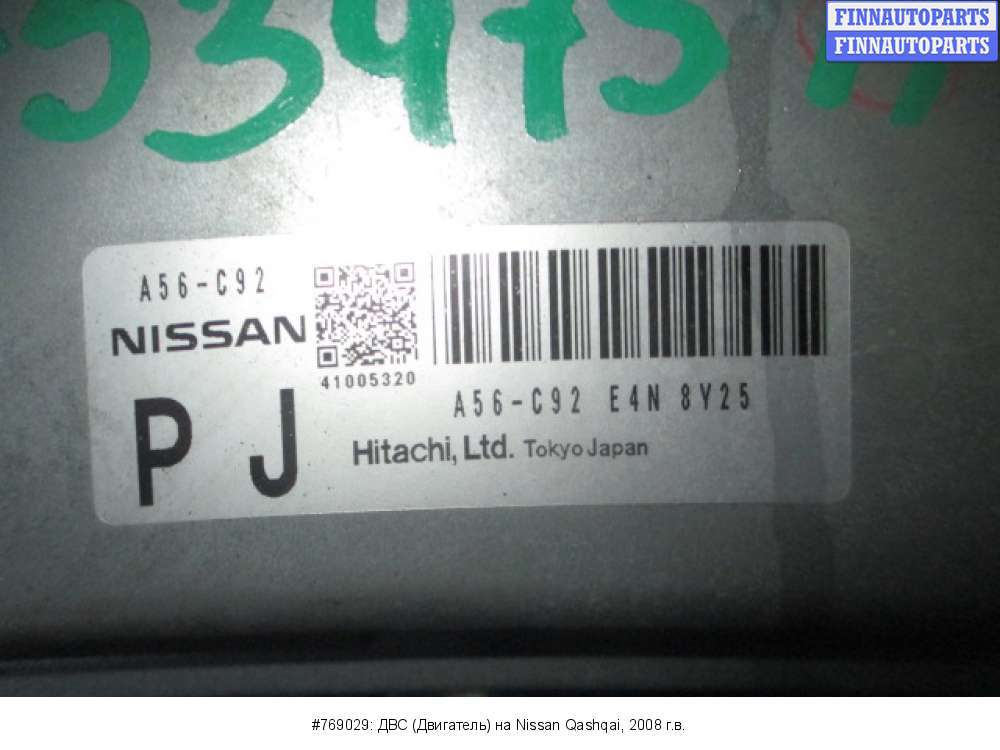 FINNAUTOPARTS
FINNAUTOPARTS
A56-C92
NISSAN
41005320
P J
A56-C92 E4N 8Y25
Hitachi, Ltd. Tokyo Japan
#769029: ДВС (Двигатель) на Nissan Qashqai, 2008 г.в.